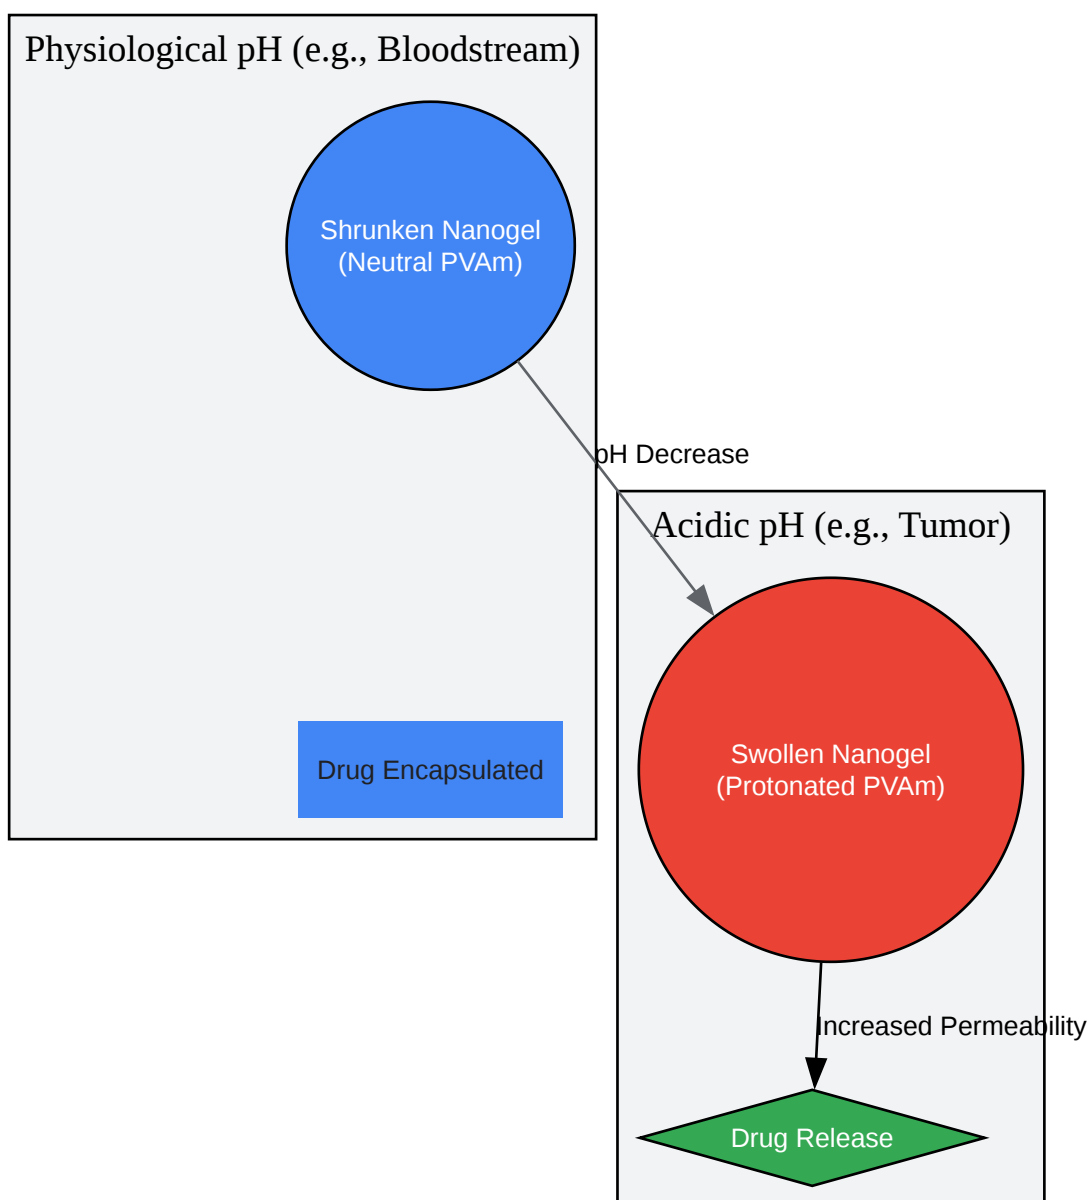 Physiological pH (e.g., Bloodstream)
Shrunken Nanogel
(Neutral PVAm)
pH Decrease
Acidic pH (e.g., Tumor)
Drug Encapsulated
Swollen Nanogel
(Protonated PVAm)
Increased Permeability
Drug Release